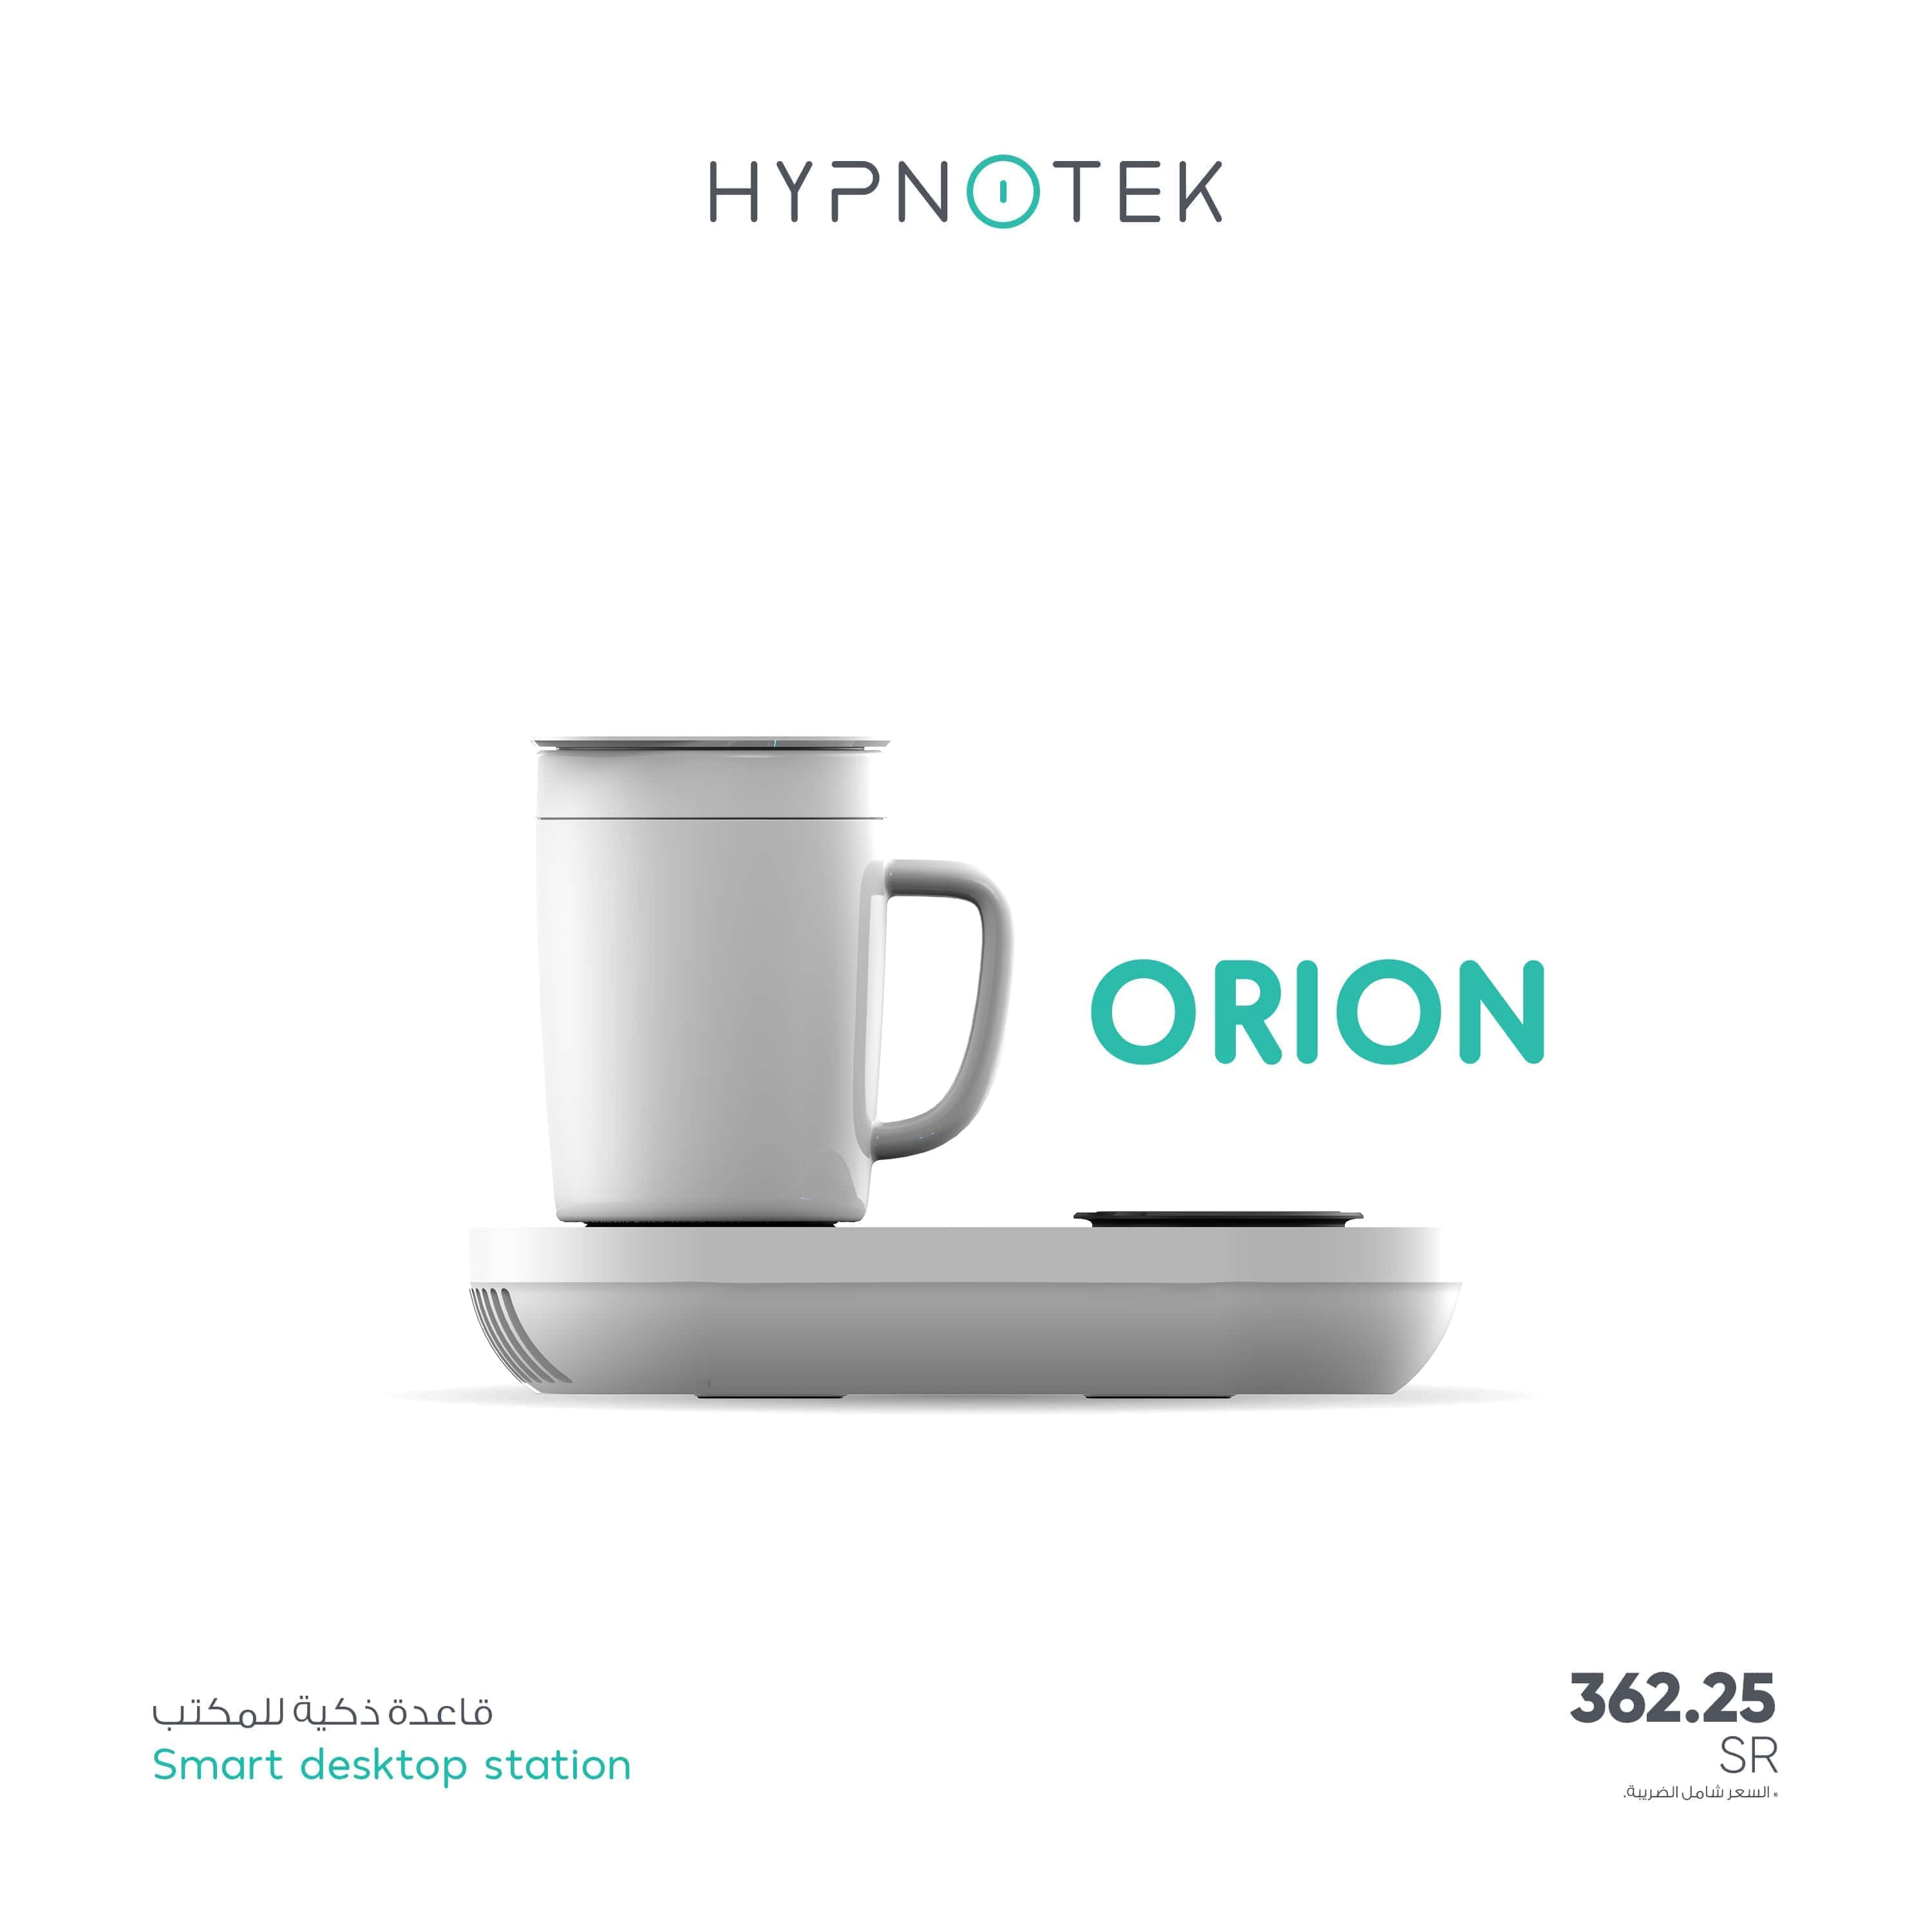 HYPNOTEK
ORION
قاعدة ذكية للمكتب
Smart desktop station
362.25
SR
* السعر شامل الضريبة.